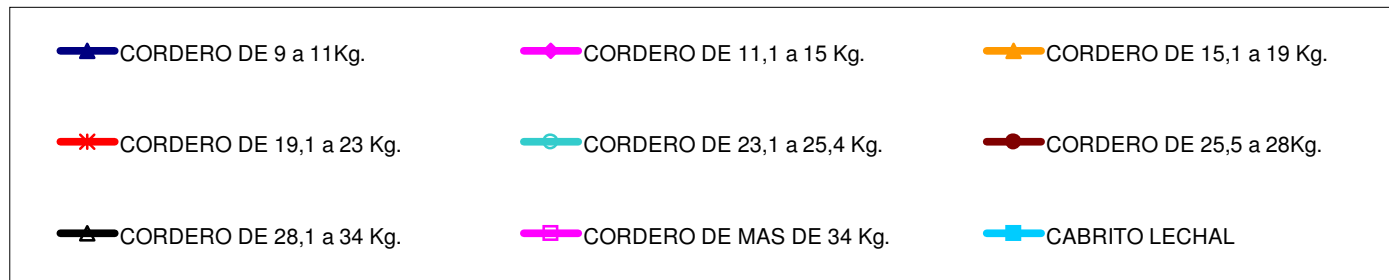 CORDERO DE 9 a 11Kg.
CORDERO DE 11,1 a 15 Kg.
CORDERO DE 15,1 a 19 Kg.
CORDERO DE 19,1 a 23 Kg.
CORDERO DE 23,1 a 25,4 Kg.
CORDERO DE 25,5 a 28Kg.
CORDERO DE 28,1 a 34 Kg.
CORDERO DE MAS DE 34 Kg.
CABRITO LECHAL